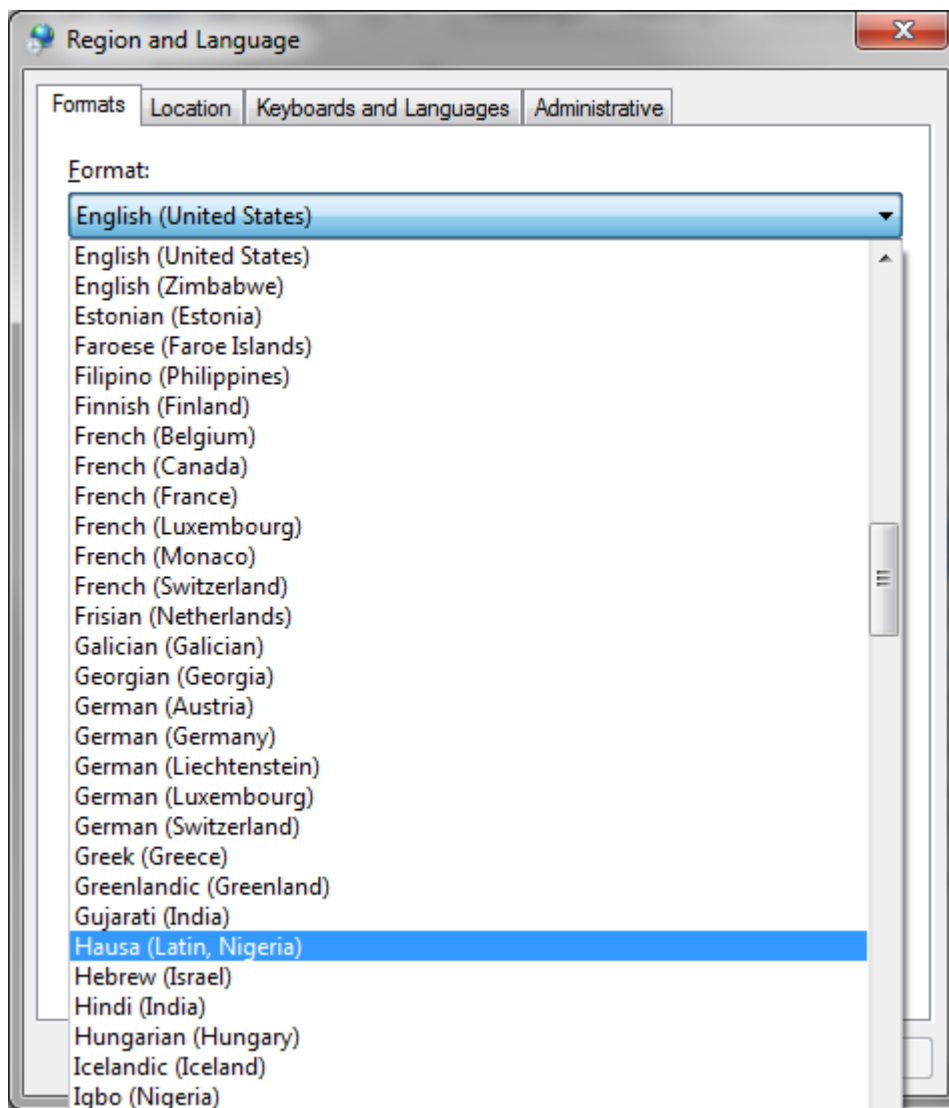 Region and Language
Formats Location Keyboards and Languages Administrative
Format:
English (United States)
English (United States)
English (Zimbabwe)
Estonian (Estonia)
Faroese (Faroe Islands)
Filipino (Philippines)
Finnish (Finland)
French (Belgium)
French (Canada)
French (France)
French (Luxembourg)
French (Monaco)
French (Switzerland)
Frisian (Netherlands)
Galician (Galician)
Georgian (Georgia)
German (Austria)
German (Germany)
German (Liechtenstein)
German (Luxembourg)
German (Switzerland)
Greek (Greece)
Greenlandic (Greenland)
Gujarati (India)
Hausa (Latin, Nigeria)
Hebrew (Israel)
Hindi (India)
Hungarian (Hungary)
Icelandic (Iceland)
Igbo (Nigeria)